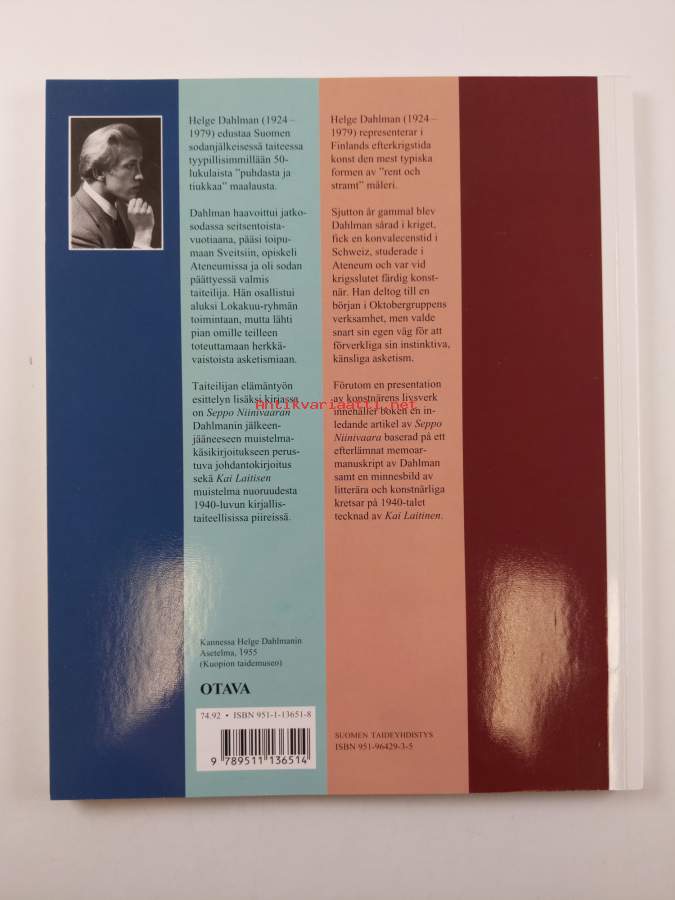 Helge Dahlman (1924–
1979) edustaa Suomen
sodanjälkeisessä taiteessa
tyypillisimmillään 50-
lukulaista ”puhdasta ja
tiukkaa” maalausta.
Dahlman haavoittui jatko-
sodassa seitsentoista-
vuotiaana, pääsi toipu-
maan Sveitsiin, opiskeli
Ateneumissa ja oli sodan
päättyessä valmis
taiteilija. Hän osallistui
aluksi Lokakuu-ryhmän
toimintaan, mutta lähti
pian omille teilleen
toteuttamaan herkkä-
vaistoista asketismiaan.
Taiteilijan elämäntyön
esittelyn lisäksi kirjassa
on Seppo Niinivaaran
Dahlmanin jälkeen-
jääneeseen muistelma-
käsikirjoitukseen perus-
tuva johdantokirjoitus
sekä Kai Laitisen
muistelma nuoruudesta
1940-luvun kirjallis-
taiteellisissa piireissä.
Kannessa Helge Dahlmanin
Asetelma, 1955
(Kuopion taidemuseo)
OTAVA
74.92 • ISBN 951-1-13651-8
9 789511 136514
Helge Dahlman (1924–
1979) representerar i
Finlands efterkrigstida
konst den mest typiska
formen av ”rent och
stramt” måleri.
Sjutton år gammal blev
Dahlman sårad i kriget,
fick en konvalecenstid i
Schweiz, studerade i
Ateneum och var vid
krigsslutet färdig konst-
när. Han deltog till en
början i Oktobergruppens
verksamhet, men valde
snart sin egen väg för att
förverkliga sin instinktiva,
känsliga asketism.
Förutom en presentation
av konstnärens livsverk
innehåller boken en in-
ledande artikel av Seppo
Niinivaara baserad på ett
efterlämnat memoar-
manuskript av Dahlman
samt en minnesbild av
litterära och konstnärliga
kretsar på 1940-talet
tecknad av Kai Laitinen.
SUOMEN TAIDEYHDISTYS
ISBN 951-96429-3-5
Antikvariaatti.net